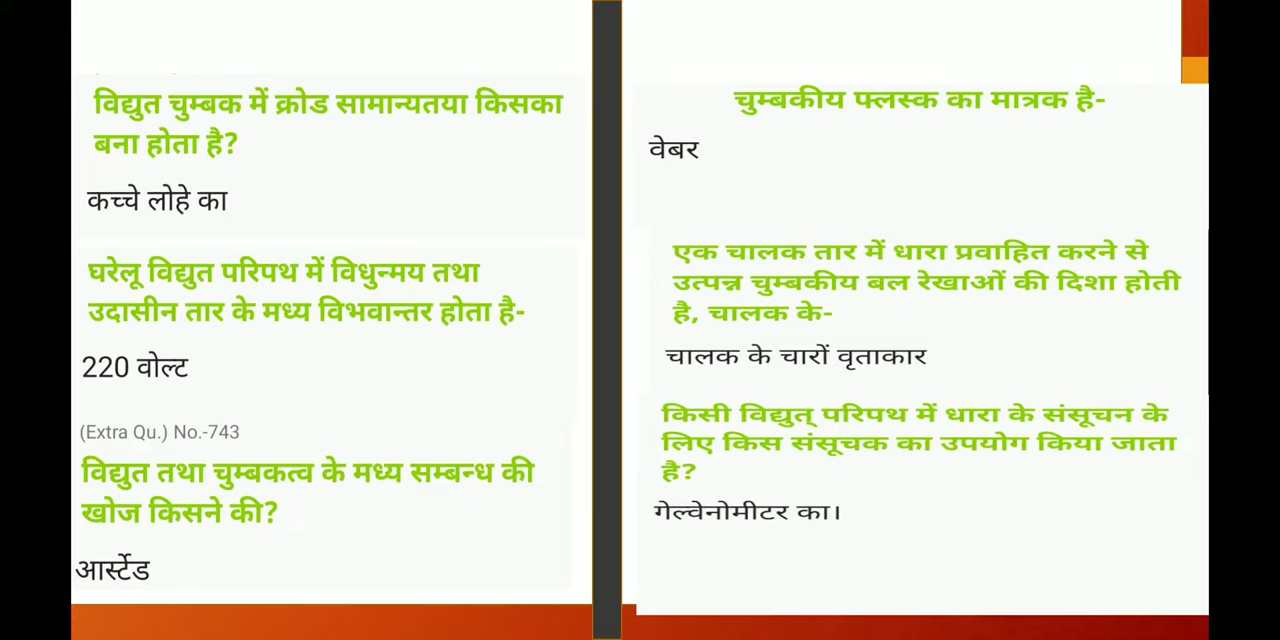 विद्युत चुम्बक में क्रोड सामान्यतया किसका
बना होता है?
कच्चे लोहे का
घरेलू विद्युत परिपथ में विधुन्मय तथा
उदासीन तार के मध्य विभवान्तर होता है-
220 वोल्ट
(Extra Qu.) No.-743
विद्युत तथा चुम्बकत्व के मध्य सम्बन्ध की
खोज किसने की?
आर्स्टेड
चुम्बकीय फ्लस्क का मात्रक है-
वेबर
एक चालक तार में धारा प्रवाहित करने से
उत्पन्न चुम्बकीय बल रेखाओं की दिशा होती
है, चालक के-
चालक के चारों वृताकार
किसी विद्युत् परिपथ में धारा के संसूचन के
लिए किस संसूचक का उपयोग किया जाता
है?
गेल्वेनोमीटर का।